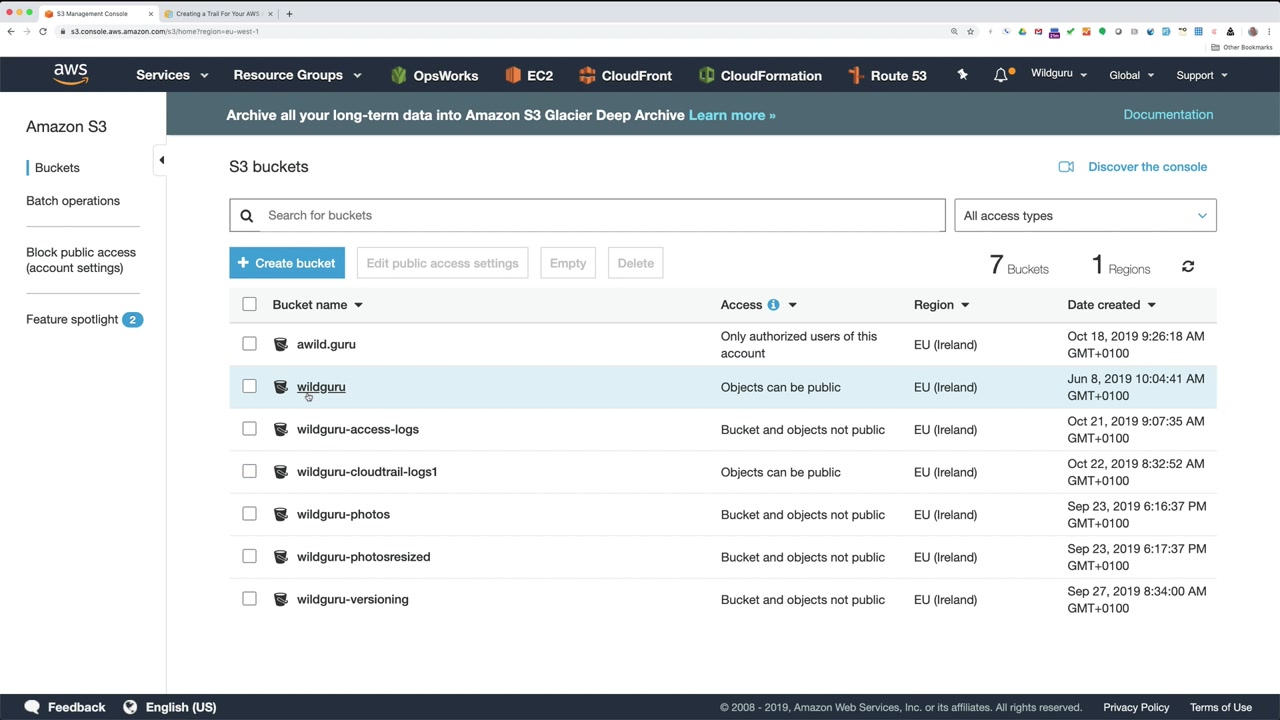 S3 Management Console
Creating a Trail For Your AWS
s3.console.aws.amazon.com/s3/home?region=eu-west-1
Other Bookmarks
aws
Services
Resource Groups
OpsWorks
EC2
CloudFront
CloudFormation
Route 53
Wildguru
Global
Support
Archive all your long-term data into Amazon S3 Glacier Deep Archive Learn more »
Documentation
Amazon S3
Buckets
Batch operations
Block public access
(account settings)
Feature spotlight 2
S3 buckets
Discover the console
Search for buckets
All access types
+ Create bucket
Edit public access settings
Empty
Delete
7 Buckets
1 Regions
Bucket name
Access
Region
Date created
awild.guru
Only authorized users of this
account
EU (Ireland)
Oct 18, 2019 9:26:18 AM
GMT+0100
wildguru
Objects can be public
EU (Ireland)
Jun 8, 2019 10:04:41 AM
GMT+0100
wildguru-access-logs
Bucket and objects not public
EU (Ireland)
Oct 21, 2019 9:07:35 AM
GMT+0100
wildguru-cloudtrail-logs1
Objects can be public
EU (Ireland)
Oct 22, 2019 8:32:52 AM
GMT+0100
wildguru-photos
Bucket and objects not public
EU (Ireland)
Sep 23, 2019 6:16:37 PM
GMT+0100
wildguru-photosresized
Bucket and objects not public
EU (Ireland)
Sep 23, 2019 6:17:37 PM
GMT+0100
wildguru-versioning
Bucket and objects not public
EU (Ireland)
Sep 27, 2019 8:34:00 AM
GMT+0100
Feedback
English (US)
© 2008 - 2019, Amazon Web Services, Inc. or its affiliates. All rights reserved.
Privacy Policy
Terms of Use